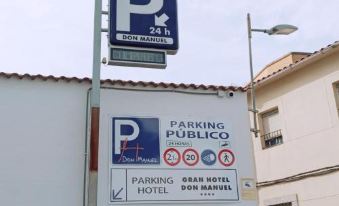 P
24 h
DON MANUEL
P
Don Manuel
PARKING
PÚBLICO
24 HORAS
20
PARKING
HOTEL
GRAN HOTEL
DON MANUEL